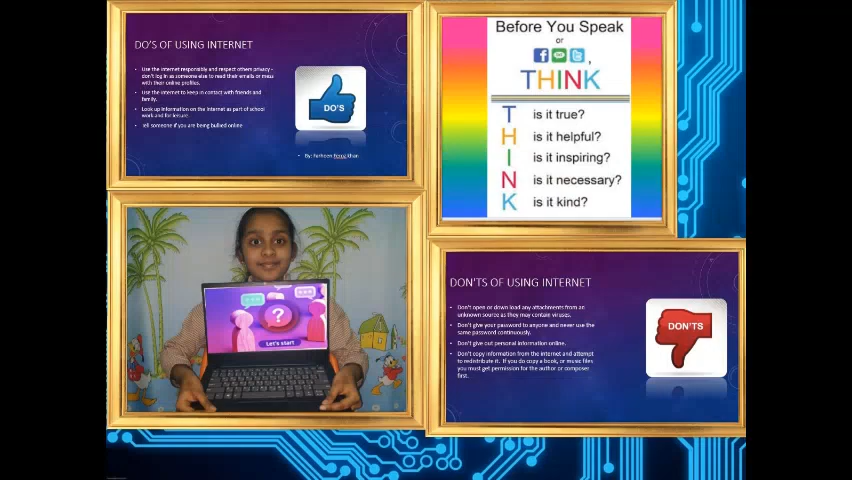 DO'S OF USING INTERNET
• Use the internet responsibly and respect others privacy -
don't log in as someone else to read their emails or mess
with their online profiles.
• Use the internet to keep in contact with friends and
family.
• Look up information on the internet as part of school
work and for leisure.
• Tell someone if you are being bullied online
DO'S
• By: Farheen Feroz Khan
Before You Speak
or
f
,
THINK
T is it true?
H is it helpful?
I is it inspiring?
N is it necessary?
K is it kind?
?
Let's start
DON'TS OF USING INTERNET
• Don't open or down load any attachments from an
unknown source as they may contain viruses.
• Don't give your password to anyone and never use the
same password continuously.
• Don't give out personal information online.
• Don't copy information from the internet and attempt
to redistribute it. If you do copy a book, or music files
you must get permission for the author or composer
first.
DON'TS